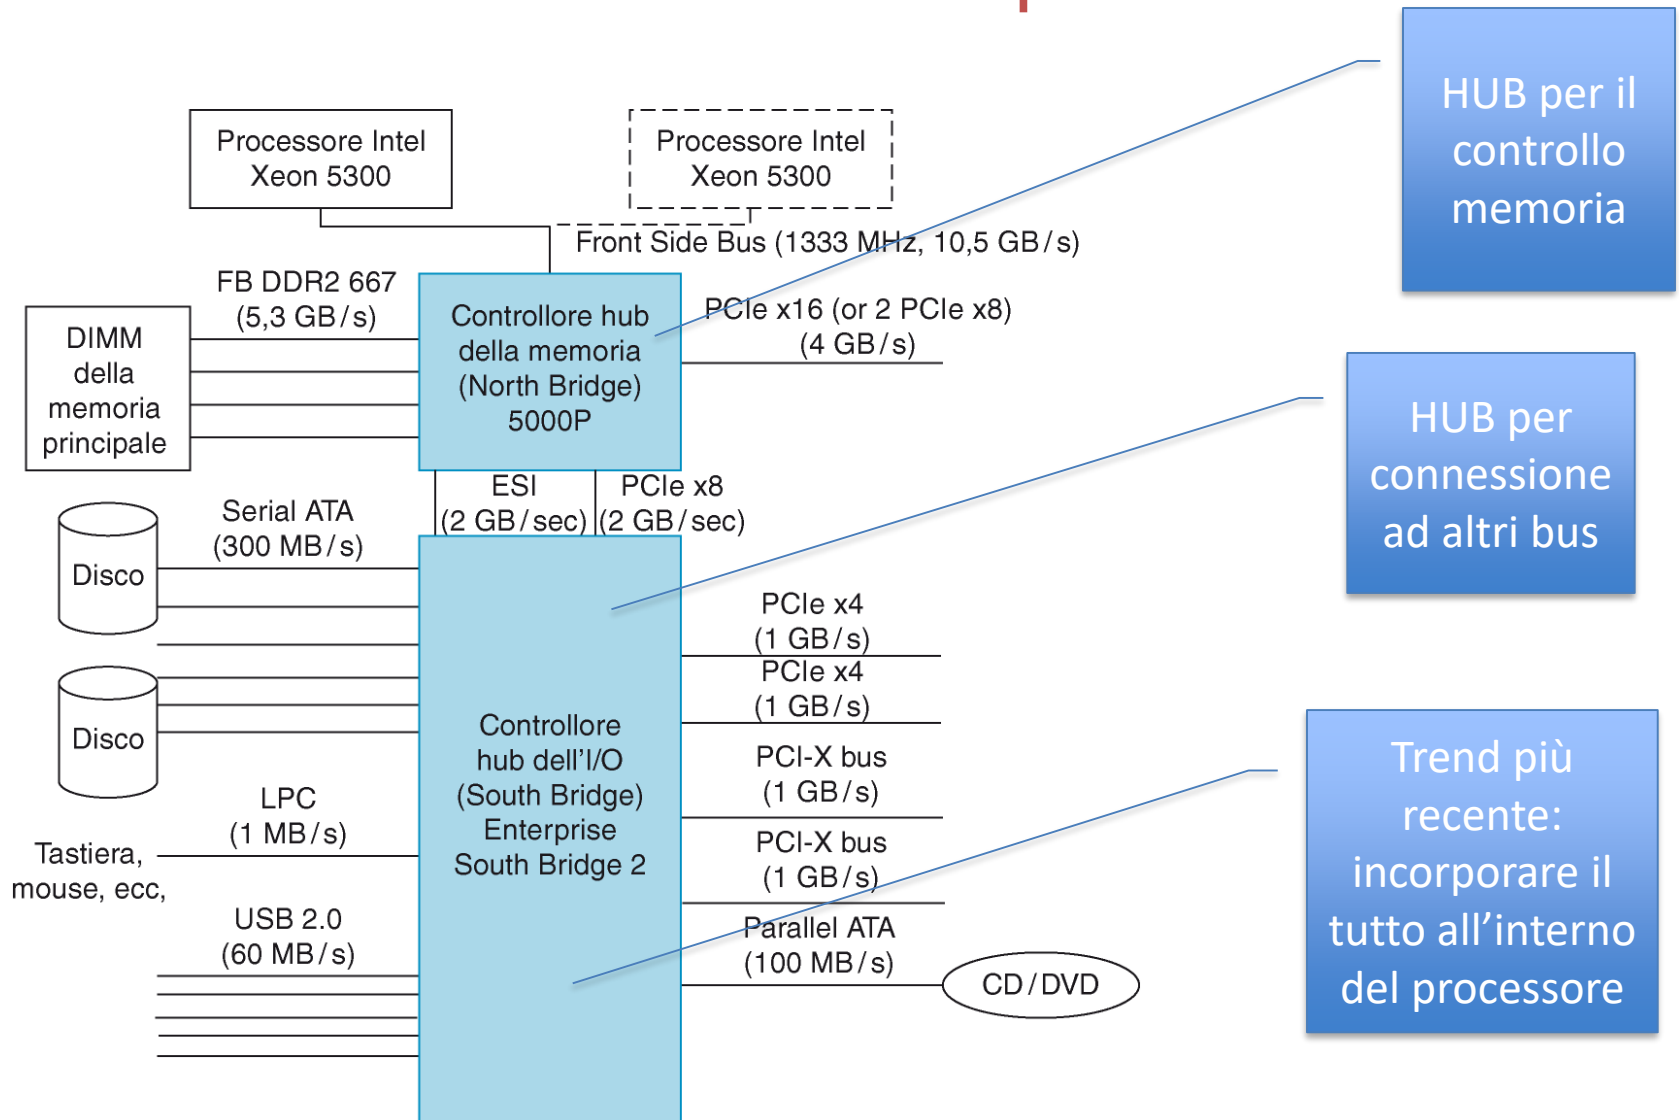 HUB per il
controllo
memoria
Processore Intel
Xeon 5300
Processore Intel
Xeon 5300
Front Side Bus (1333 MHz, 10,5 GB/s)
FB DDR2 667
(5,3 GB/s)
DIMM
della
memoria
principale
Controllore hub
della memoria
(North Bridge)
5000P
PCIe x16 (or 2 PCIe x8)
(4 GB/s)
HUB per
connessione
ad altri bus
ESI
(2 GB/sec)
PCIe x8
(2 GB/sec)
Serial ATA
(300 MB/s)
Disco
Disco
PCIe x4
(1 GB/s)
PCIe x4
(1 GB/s)
Controllore
hub dell'I/O
(South Bridge)
Enterprise
South Bridge 2
PCI-X bus
(1 GB/s)
PCI-X bus
(1 GB/s)
Trend più
recente:
incorporare il
tutto all’interno
del processore
LPC
(1 MB/s)
Tastiera,
mouse, ecc,
USB 2.0
(60 MB/s)
Parallel ATA
(100 MB/s)
CD/DVD